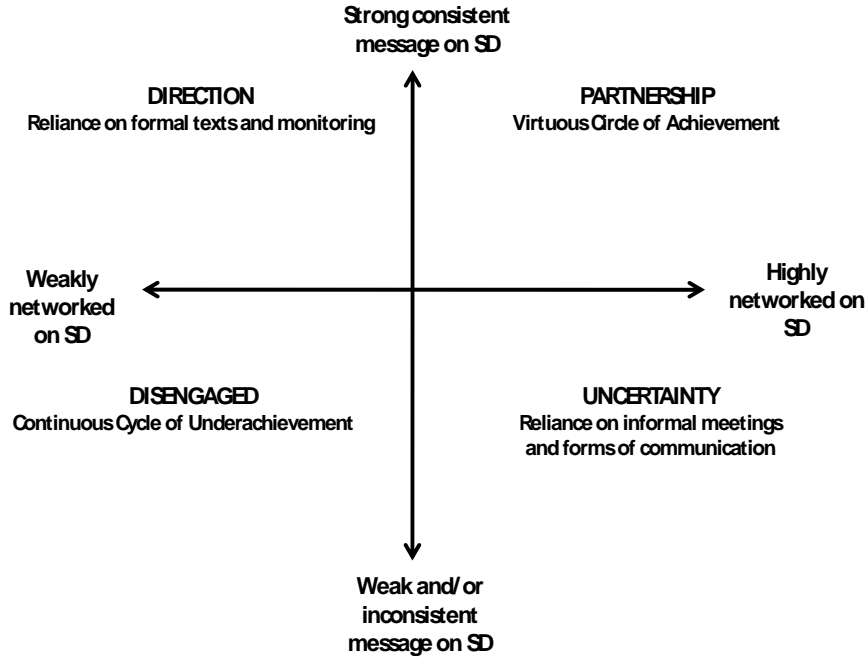 Strong consistent
message on SD
DIRECTION
Reliance on formal texts and monitoring
PARTNERSHIP
Virtuous Circle of Achievement
Weakly
networked
on SD
Highly
networked on
SD
DISENGAGED
Continuous Cycle of Underachievement
UNCERTAINTY
Reliance on informal meetings
and forms of communication
Weak and/or
inconsistent
message on SD